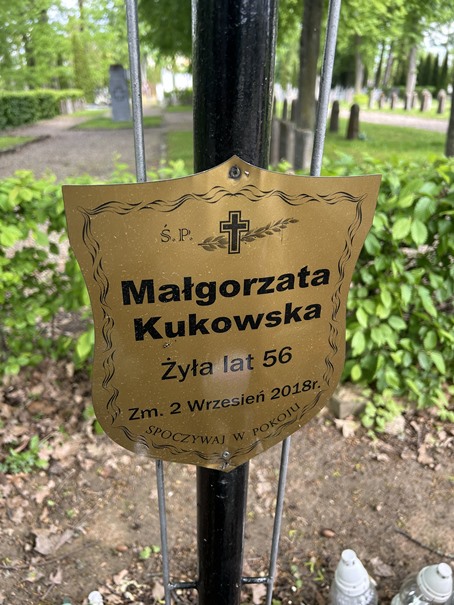 Ś.P.
Małgorzata
Kukowska
Żyła lat 56
Zm. 2 Wrzesień 2018r.
SPOCZYWAJ W POKOJU